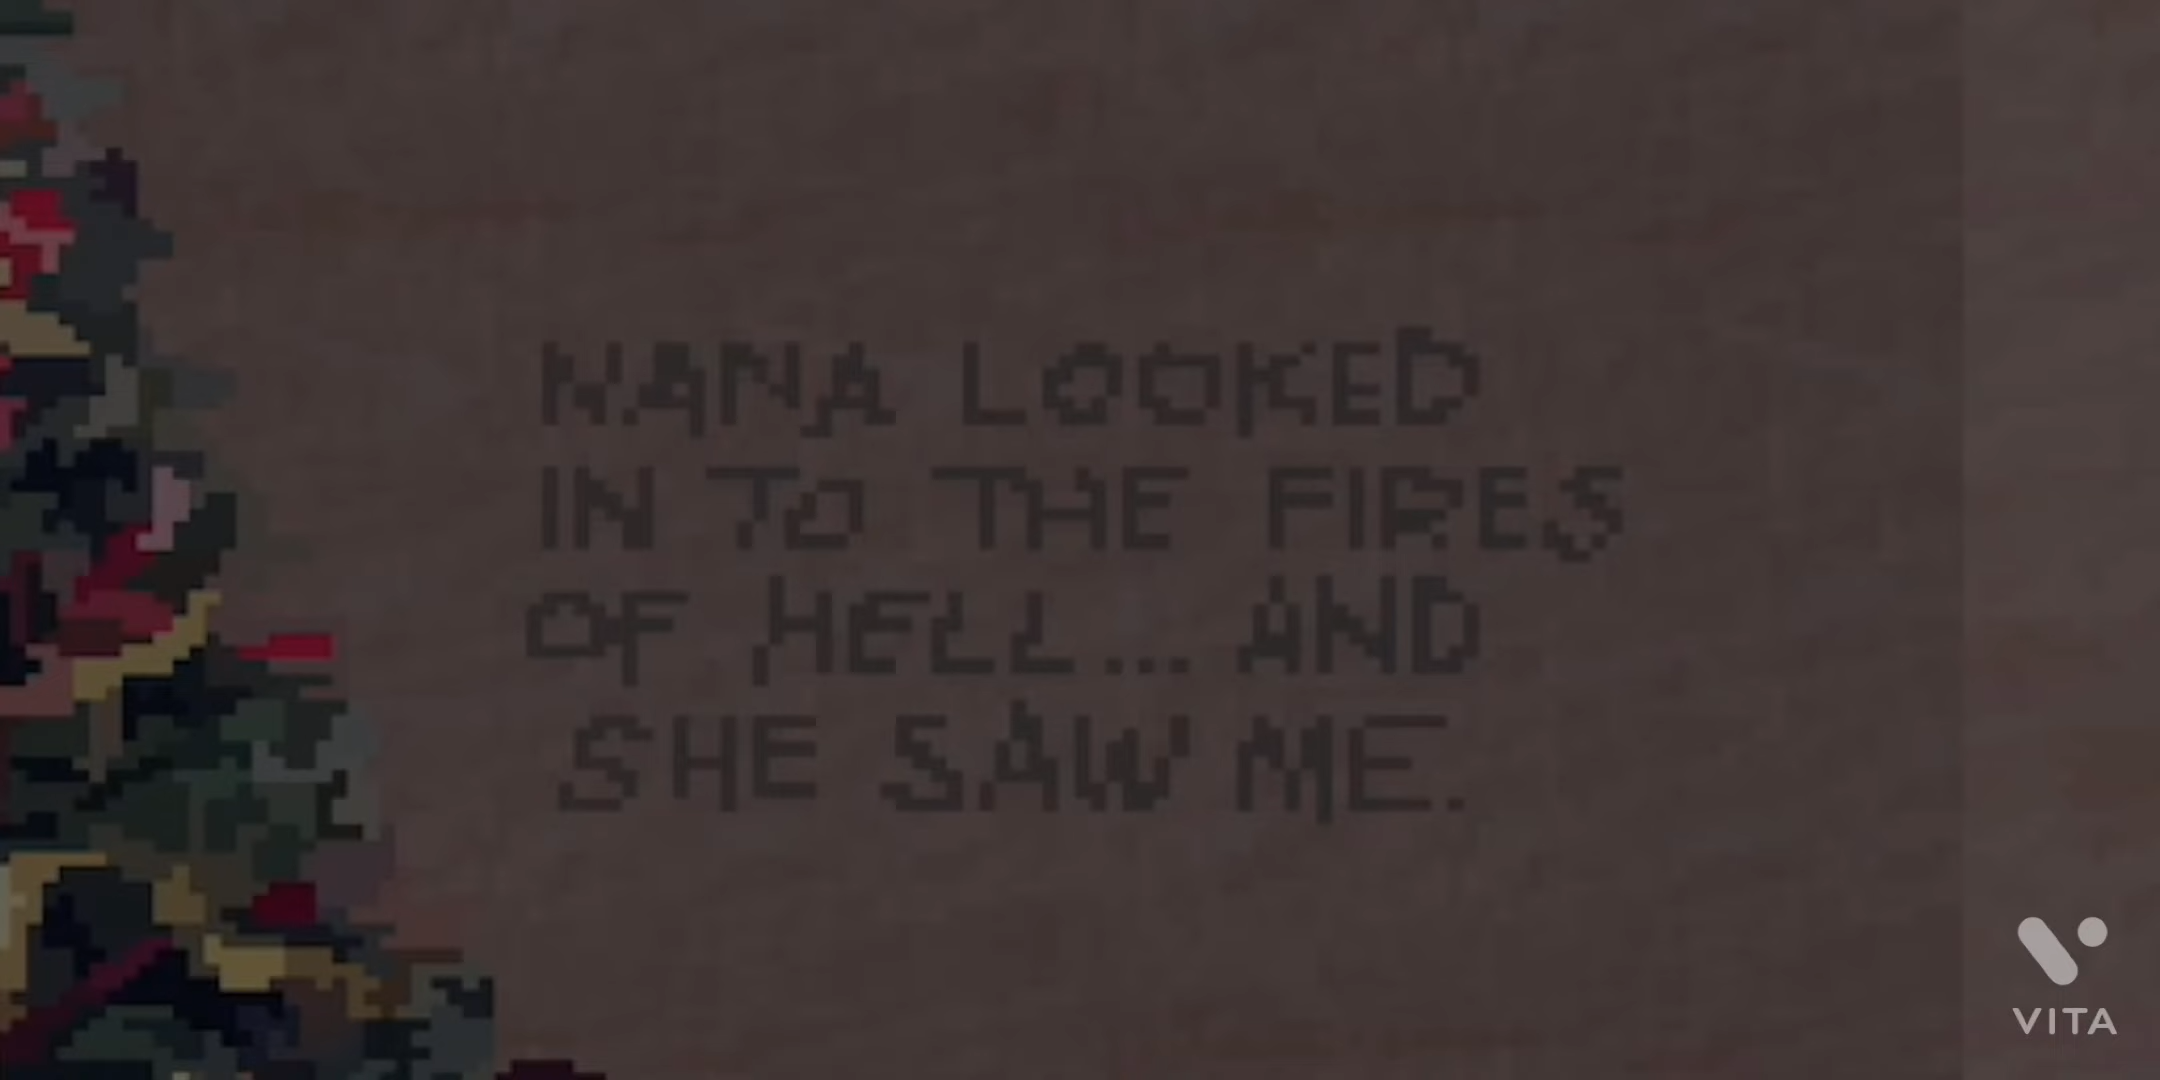 NANA LOOKED
IN TO THE FIRES
OF HELL... AND
SHE SAW ME.
VITA